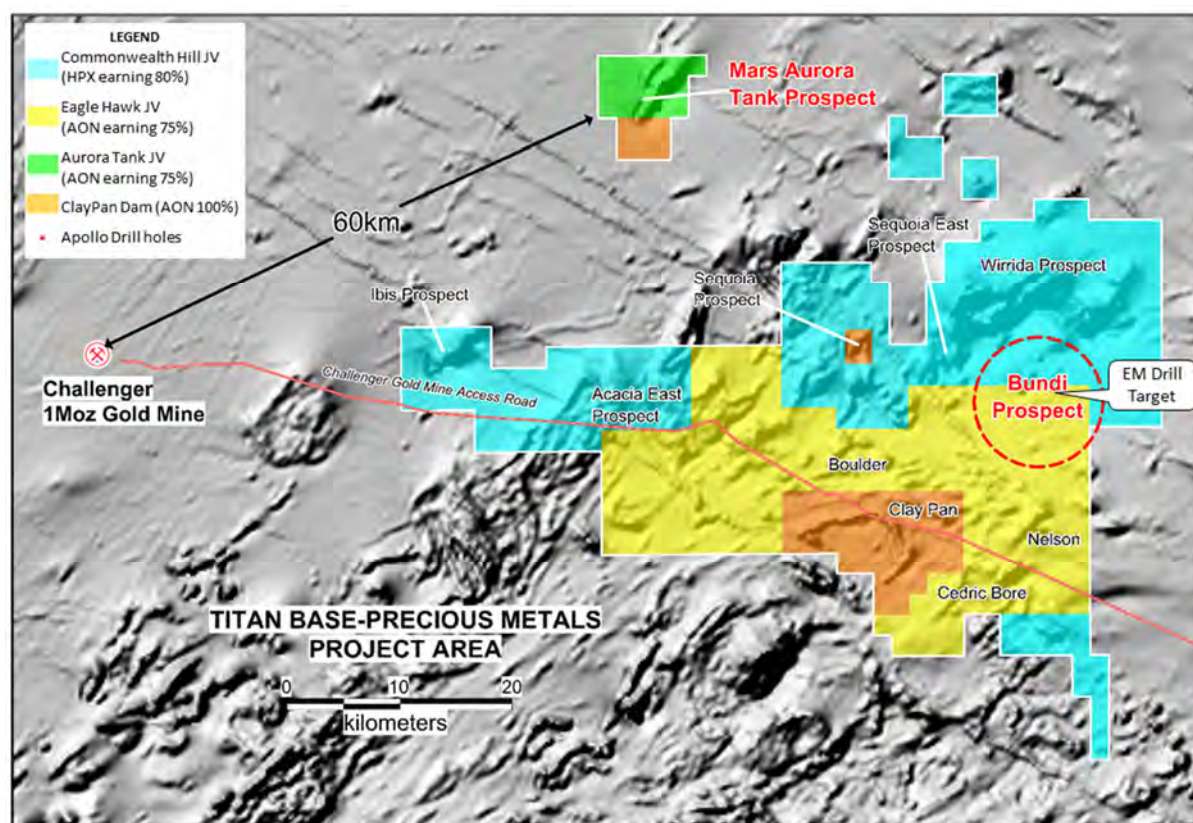 LEGEND
Commonwealth Hill JV
(HPX earning 80%)
Eagle Hawk JV
(AON earning 75%)
Aurora Tank JV
(AON earning 75%)
ClayPan Dam (AON 100%)
Apollo Drill holes
Mars Aurora
Tank Prospect
60km
Sequoia East
Prospect
Wirrida Prospect
Sequoia
Prospect
Ibis Prospect
Challenger
1Moz Gold Mine
Challenger Gold Mine Access Road
Acacia East
Prospect
Bundi
Prospect
EM Drill
Target
Boulder
Clay Pan
Nelson
Cedric Bore
TITAN BASE-PRECIOUS METALS
PROJECT AREA
0 10 20
kilometers